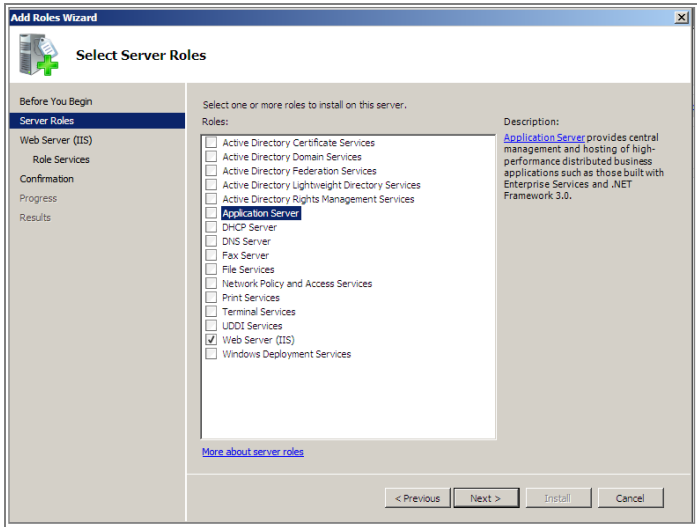 Add Roles Wizard
Select Server Roles
Before You Begin
Server Roles
Web Server (IIS)
Role Services
Confirmation
Progress
Results
Select one or more roles to install on this server.
Roles:
Active Directory Certificate Services
Active Directory Domain Services
Active Directory Federation Services
Active Directory Lightweight Directory Services
Active Directory Rights Management Services
Application Server
DHCP Server
DNS Server
Fax Server
File Services
Network Policy and Access Services
Print Services
Terminal Services
UDDI Services
Web Server (IIS)
Windows Deployment Services
More about server roles
Description:
Application Server provides central
management and hosting of high-
performance distributed business
applications such as those built with
Enterprise Services and .NET
Framework 3.0.
< Previous
Next >
Install
Cancel